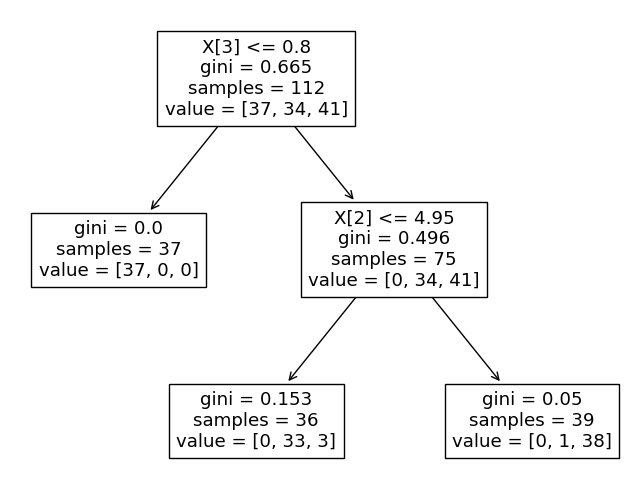 X[3] <= 0.8
gini = 0.665
samples = 112
value = [37, 34, 41]
gini = 0.0
samples = 37
value = [37, 0, 0]
X[2] <= 4.95
gini = 0.496
samples = 75
value = [0, 34, 41]
gini = 0.153
samples = 36
value = [0, 33, 3]
gini = 0.05
samples = 39
value = [0, 1, 38]